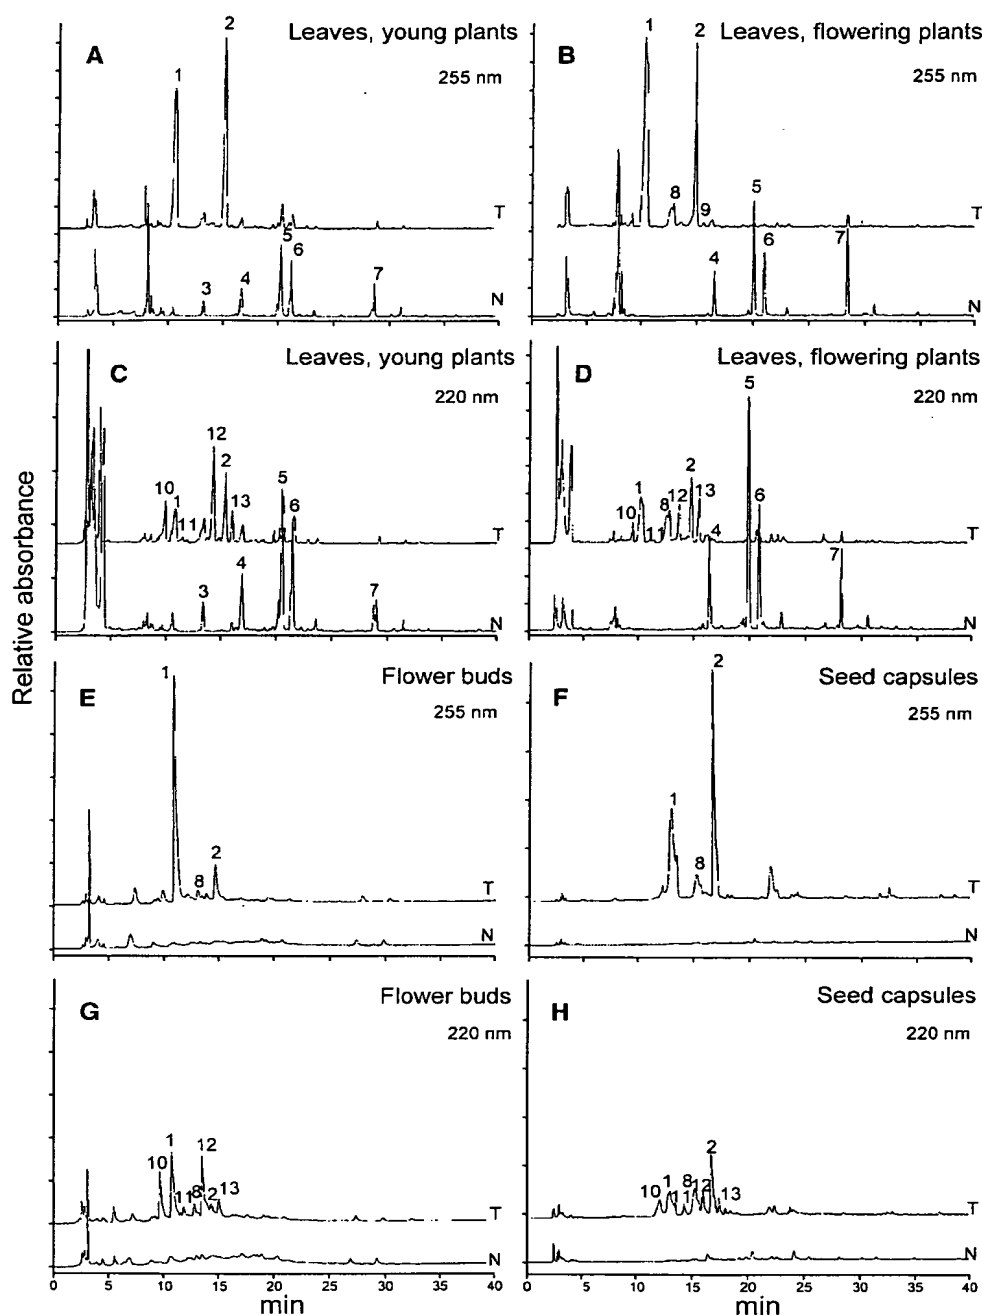 Leaves, young plants
A
255 nm
1
2
T
3
4
5
6
7
N
Leaves, flowering plants
B
255 nm
1
2
8
9
T
4
5
6
7
N
Leaves, young plants
C
220 nm
10
1
11
12
2
13
T
3
4
5
6
7
N
Leaves, flowering plants
D
220 nm
10
1
11
8
12
2
13
T
4
5
6
7
N
Relative absorbance
Flower buds
E
255 nm
1
8
2
T
N
Seed capsules
F
255 nm
1
8
2
T
N
Flower buds
G
220 nm
10
1
11
8
12
2
13
T
N
0 5 10 15 20 25 30 35 40
min
Seed capsules
H
220 nm
10
1
11
8
12
2
13
T
N
5 10 15 20 25 30 35 40
min